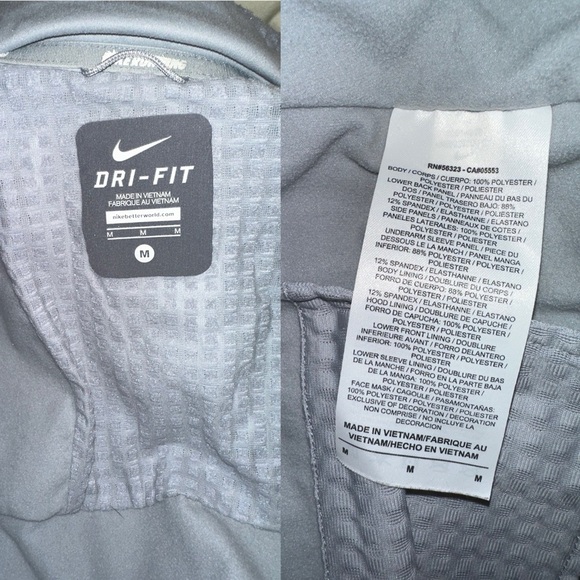 NIKE RUNNING
DRI-FIT
MADE IN VIETNAM
FABRIQUE AU VIETNAM
nikebetterworld.com
M M M
M
RN#56323 - CA#05553
BODY / CORPS / CUERPO: 100% POLYESTER /
POLYESTER / POLIESTER
LOWER BACK PANEL / PANNEAU DU BAS DU
DOS / PANEL TRASERO BAJO: 88%
POLYESTER / POLYESTER / POLIESTER
12% SPANDEX / ELASTHANNE / ELASTANO
SIDE PANELS / PANNEAUX DE COTES /
PANELES LATERALES: 100% POLYESTER /
POLYESTER / POLIESTER
UNDERARM SLEEVE PANEL / PIECE DU
DESSOUS DE LA MANCH / PANEL MANGA
INFERIOR: 88% POLYESTER / POLYESTER /
POLIESTER
12% SPANDEX / ELASTHANNE / ELASTANO
BODY LINING / DOUBLURE DU CORPS /
FORRO DE CUERPO: 88% POLYESTER /
POLYESTER / POLIESTER
12% SPANDEX / ELASTHANNE / ELASTANO
HOOD LINING / DOUBLURE DE CAPUCHE /
FORRO DE CAPUCHA: 100% POLYESTER /
POLYESTER / POLIESTER
LOWER FRONT LINING / DOUBLURE
INFERIEURE AVANT / FORRO DELANTERO
INFERIOR: 100% POLYESTER / POLYESTER /
POLIESTER
LOWER SLEEVE LINING / DOUBLURE DU BAS
DE LA MANCHE / FORRO EN LA PARTE BAJA
DE LA MANGA: 100% POLYESTER /
POLYESTER / POLIESTER
FACE MASK / CAGOULE / PASAMONTAÑAS:
100% POLYESTER / POLYESTER / POLIESTER
EXCLUSIVE OF DECORATION / DECORATION
NON COMPRISE / NO INCLUYE LA
DECORACION
MADE IN VIETNAM/FABRIQUE AU
VIETNAM/HECHO EN VIETNAM
M M M